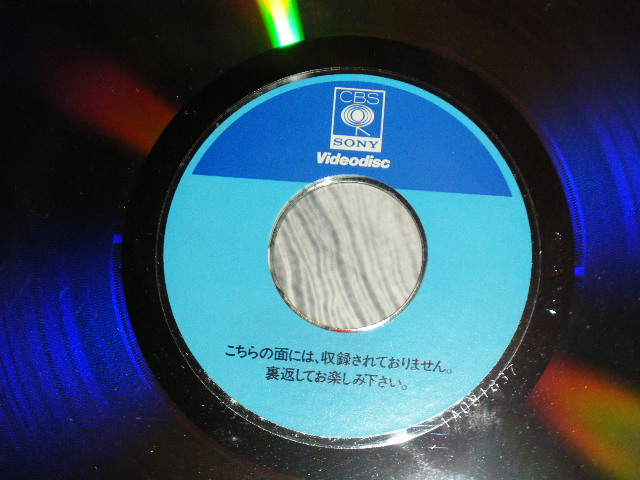 CBS
SONY
Videodisc
こちらの面には、収録されておりません。
裏返してお楽しみ下さい。